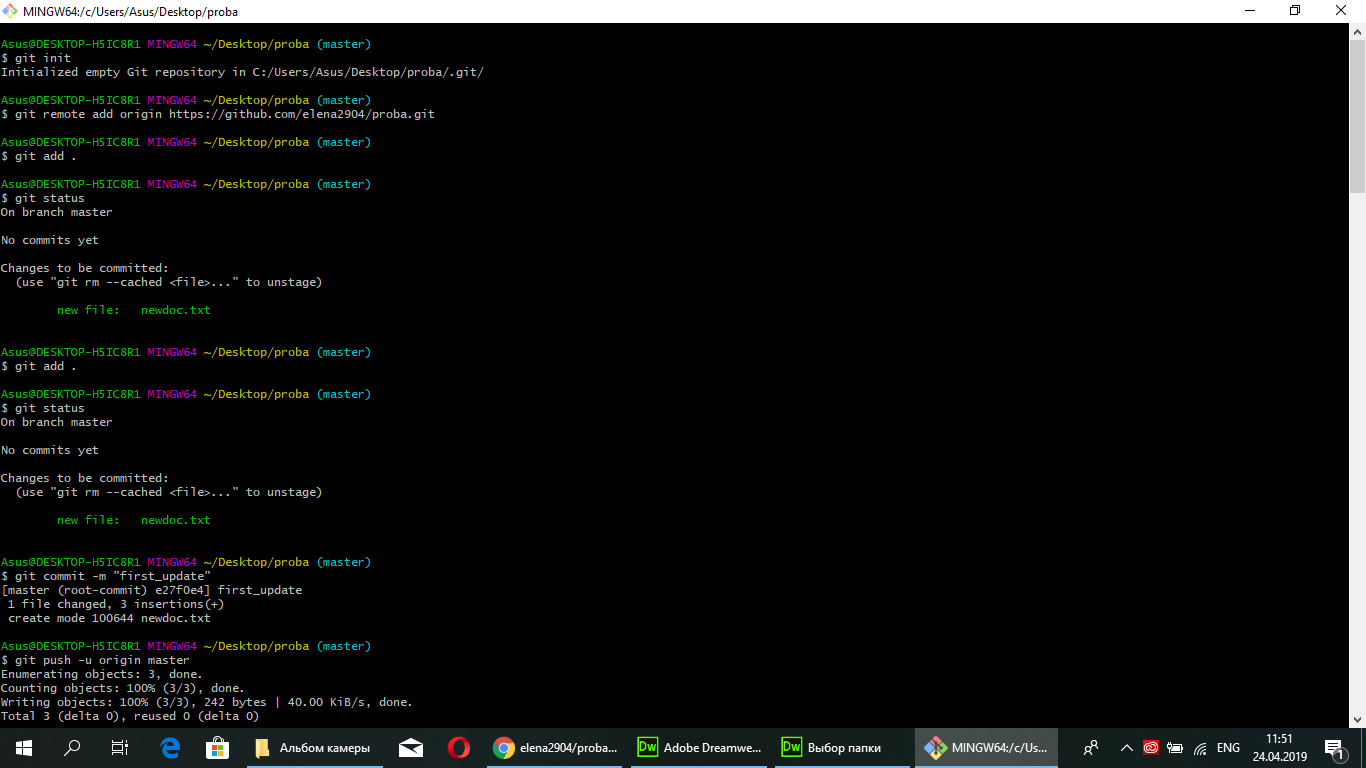 MINGW64:/c/Users/Asus/Desktop/proba
Asus@DESKTOP-H5IC8R1 MINGW64 ~/Desktop/proba (master)
$ git init
Initialized empty Git repository in C:/Users/Asus/Desktop/proba/.git/
Asus@DESKTOP-H5IC8R1 MINGW64 ~/Desktop/proba (master)
$ git remote add origin https://github.com/elena2904/proba.git
Asus@DESKTOP-H5IC8R1 MINGW64 ~/Desktop/proba (master)
$ git add .
Asus@DESKTOP-H5IC8R1 MINGW64 ~/Desktop/proba (master)
$ git status
On branch master
No commits yet
Changes to be committed:
  (use "git rm --cached <file>..." to unstage)
        new file:   newdoc.txt
Asus@DESKTOP-H5IC8R1 MINGW64 ~/Desktop/proba (master)
$ git add .
Asus@DESKTOP-H5IC8R1 MINGW64 ~/Desktop/proba (master)
$ git status
On branch master
No commits yet
Changes to be committed:
  (use "git rm --cached <file>..." to unstage)
        new file:   newdoc.txt
Asus@DESKTOP-H5IC8R1 MINGW64 ~/Desktop/proba (master)
$ git commit -m "first_update"
[master (root-commit) e27f0e4] first_update
 1 file changed, 3 insertions(+)
 create mode 100644 newdoc.txt
Asus@DESKTOP-H5IC8R1 MINGW64 ~/Desktop/proba (master)
$ git push -u origin master
Enumerating objects: 3, done.
Counting objects: 100% (3/3), done.
Writing objects: 100% (3/3), 242 bytes | 40.00 KiB/s, done.
Total 3 (delta 0), reused 0 (delta 0)
Альбом камеры
elena2904/proba...
Dw Adobe Dreamwe...
Dw Выбор папки
MINGW64:/c/Us...
ENG
11:51
24.04.2019
1